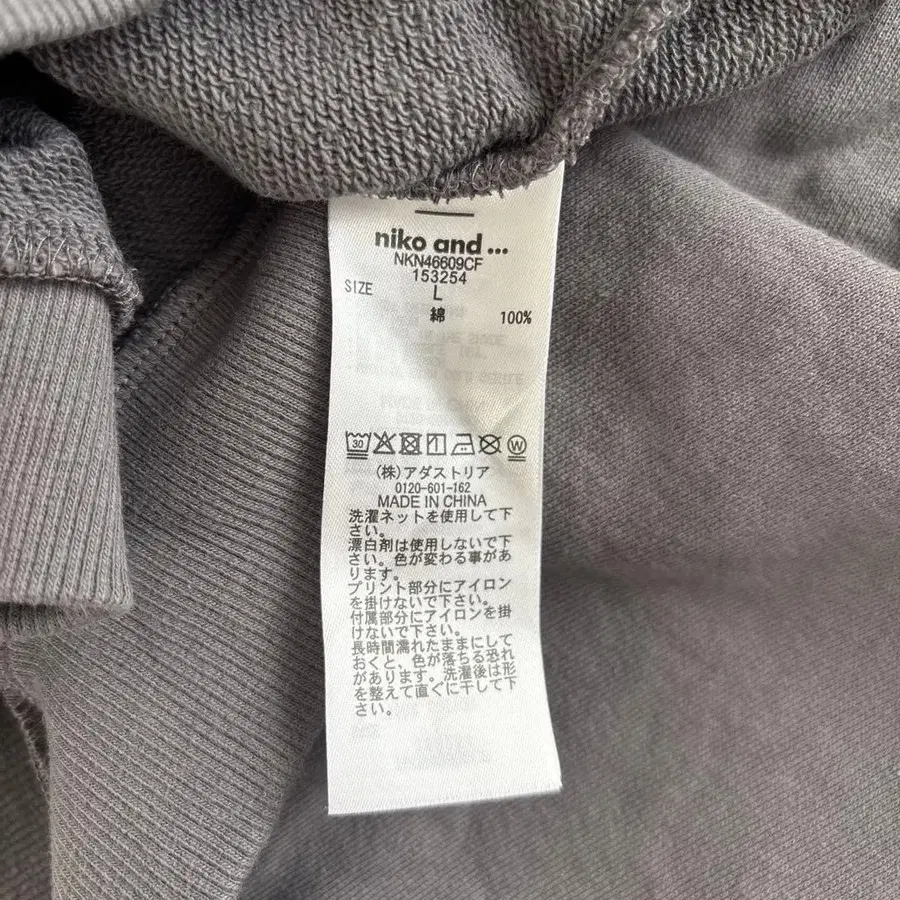 niko and ...
NKN46609CF
153254
SIZE L
綿 100%
30 W
(株)アダストリア
0120-601-162
MADE IN CHINA
洗濯ネットを使用して下
さい。
漂白剤は使用しないで下
さい。色が変わる事があ
ります。
プリント部分にアイロン
を掛けないで下さい。
付属部分にアイロンを掛
けないで下さい。
長時間濡れたままにして
おくと、色が落ちる恐れ
があります。洗濯後は形
を整えて直ぐに干して下
さい。